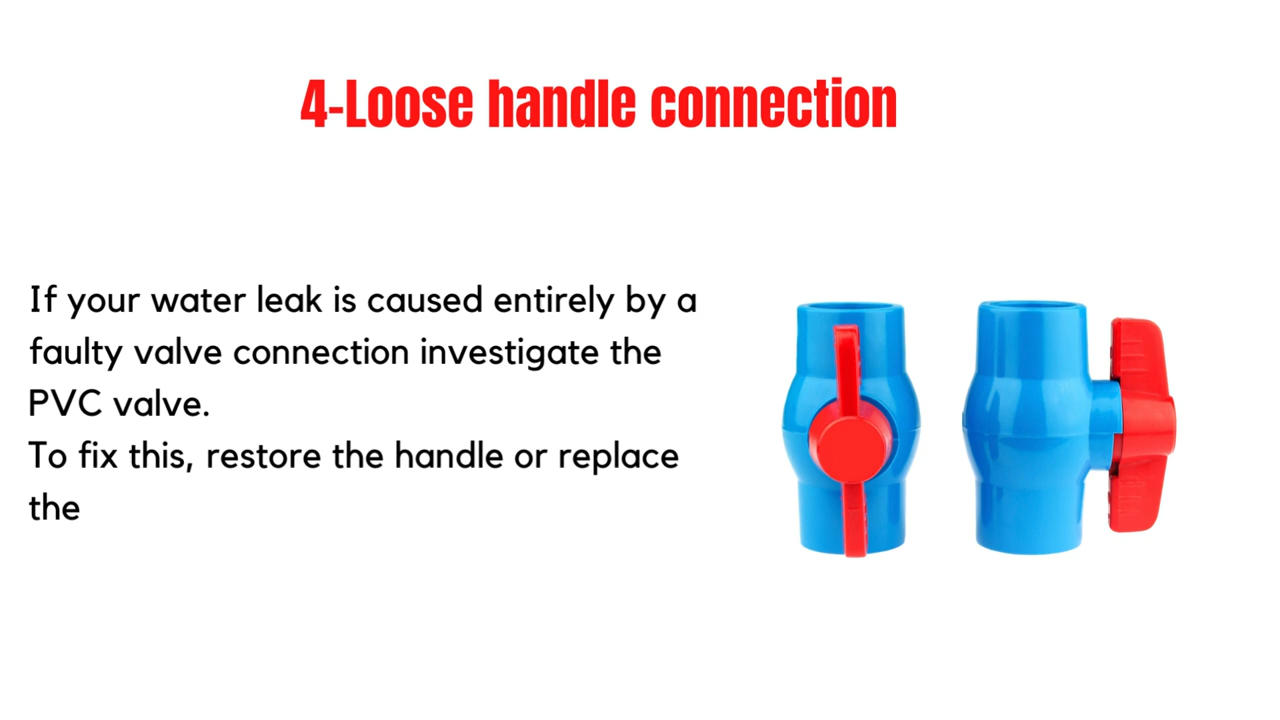 4-Loose handle connection
If your water leak is caused entirely by a
faulty valve connection investigate the
PVC valve.
To fix this, restore the handle or replace
the